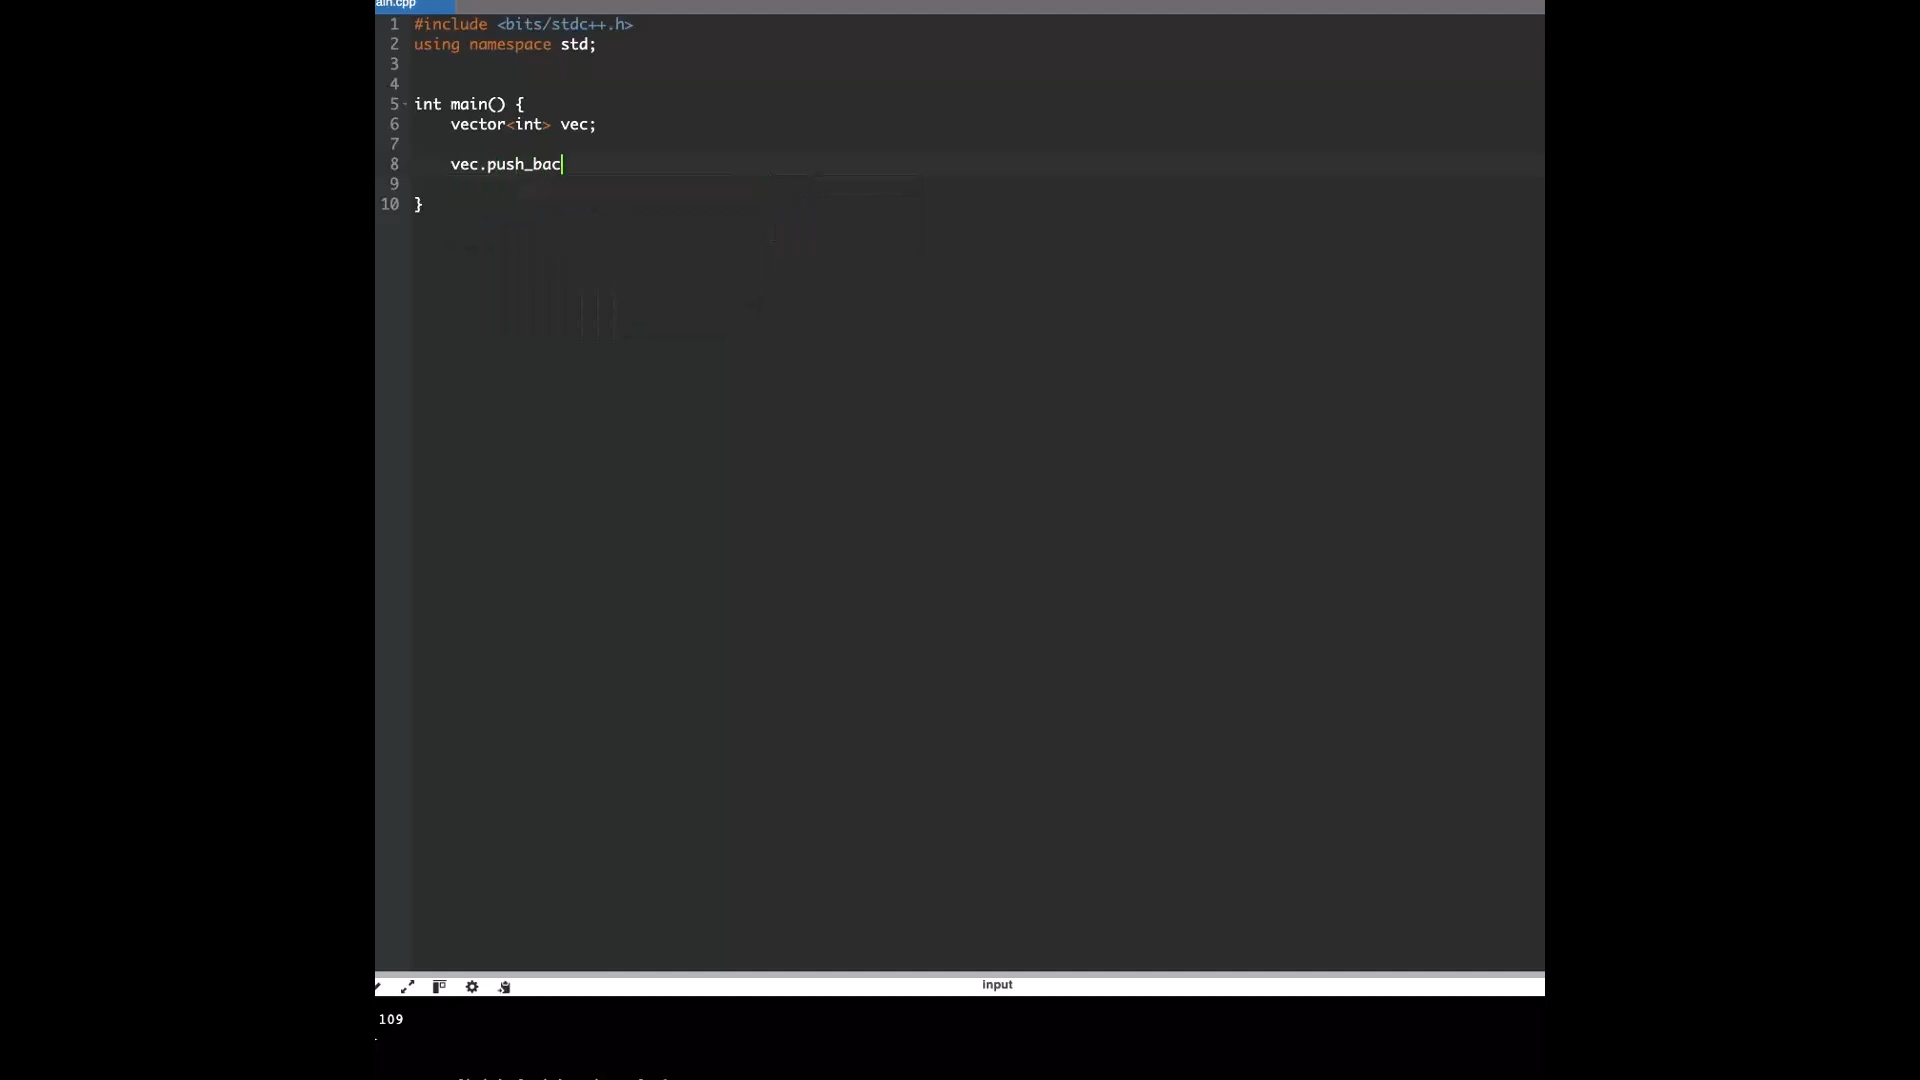 ain.cpp
1 #include <bits/stdc++.h>
2 using namespace std;
3
4
5 int main() {
6 vector<int> vec;
7
8 vec.push_bac
9
10 }
input
109